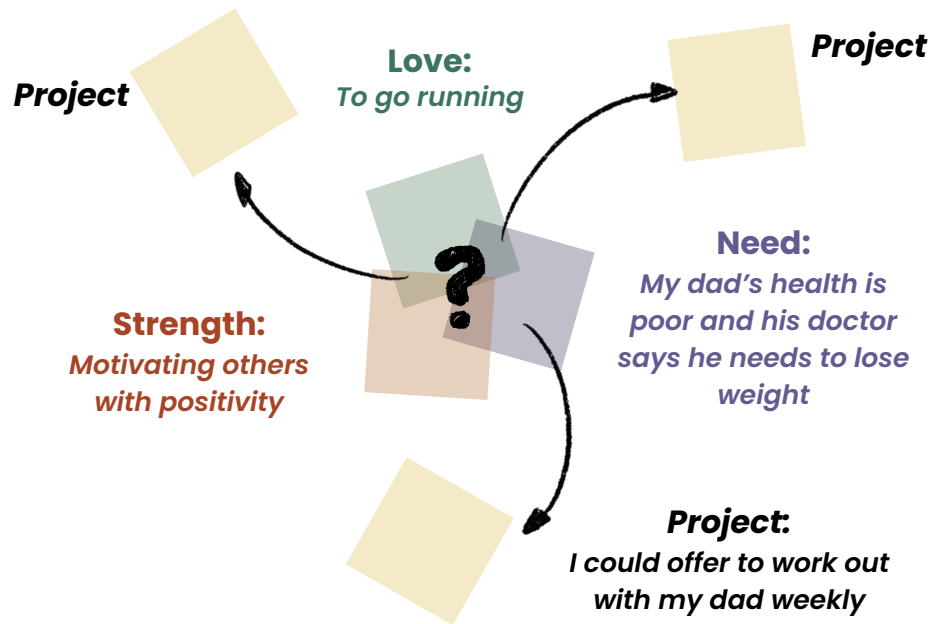 Project
Love:
To go running
Project
Need:
My dad's health is
poor and his doctor
says he needs to lose
weight
?
Strength:
Motivating others
with positivity
Project:
I could offer to work out
with my dad weekly